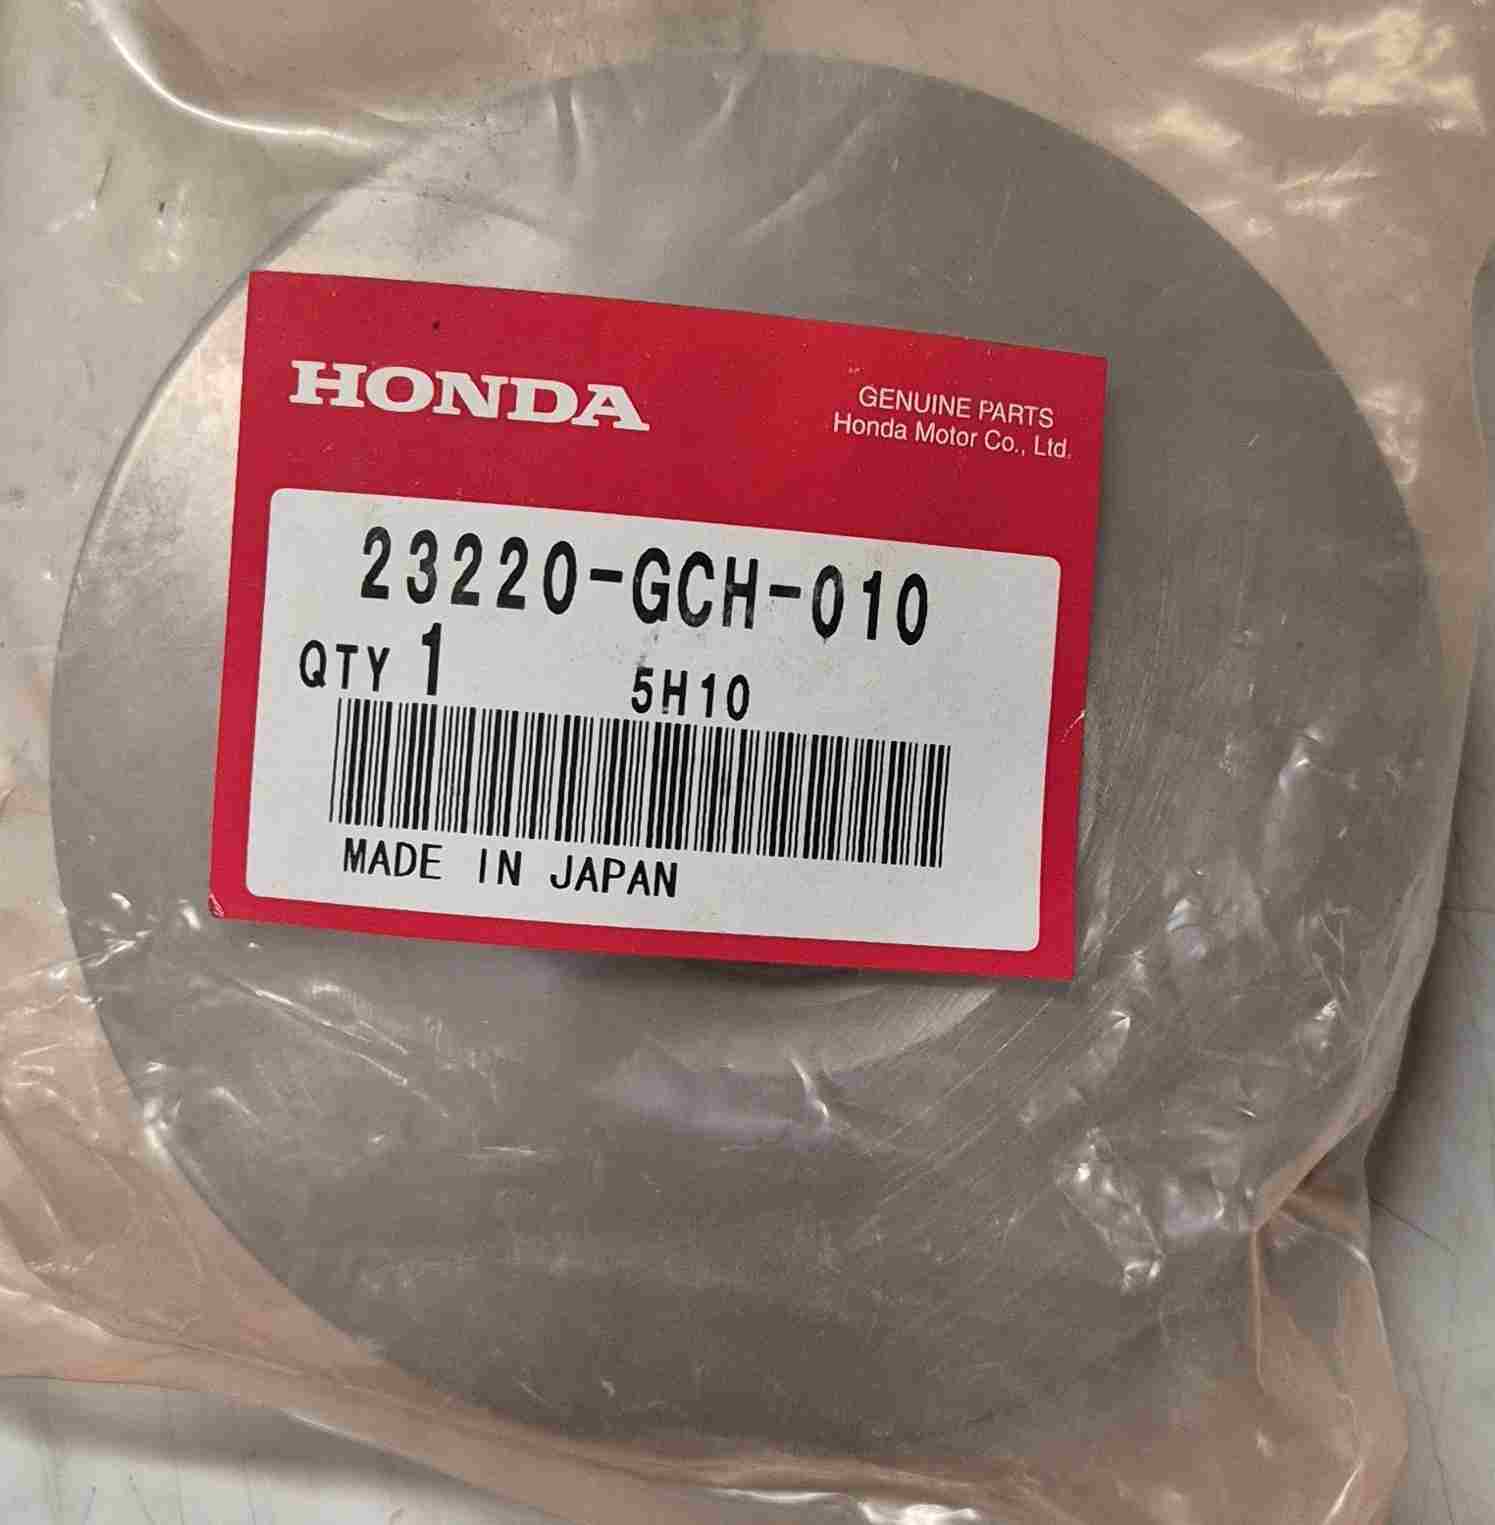 HONDA
GENUINE PARTS
Honda Motor Co., Ltd.
23220-GCH-010
QTY 1 5H10
MADE IN JAPAN